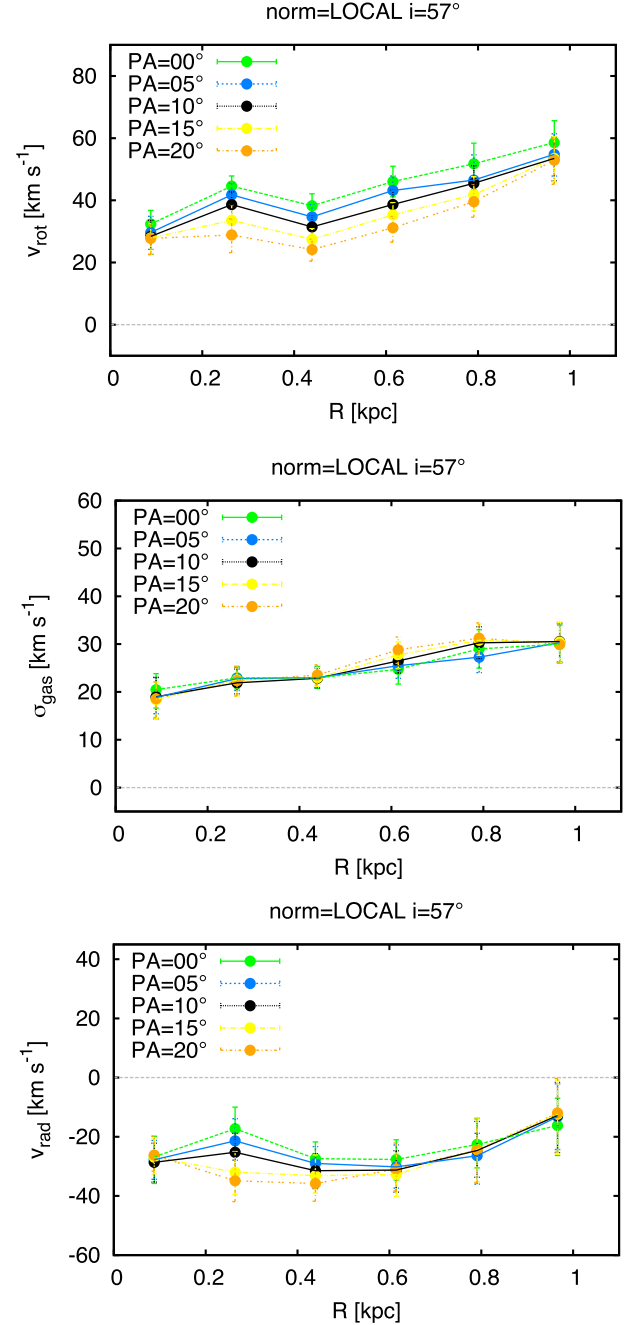 norm=LOCAL i=57°
PA=00°
PA=05°
PA=10°
PA=15°
PA=20°
80
60
40
20
0
v_rot [km s^-1]
0 0.2 0.4 0.6 0.8 1
R [kpc]
norm=LOCAL i=57°
PA=00°
PA=05°
PA=10°
PA=15°
PA=20°
60
50
40
30
20
10
0
σ_gas [km s^-1]
0 0.2 0.4 0.6 0.8 1
R [kpc]
norm=LOCAL i=57°
PA=00°
PA=05°
PA=10°
PA=15°
PA=20°
40
20
0
-20
-40
-60
v_rad [km s^-1]
0 0.2 0.4 0.6 0.8 1
R [kpc]